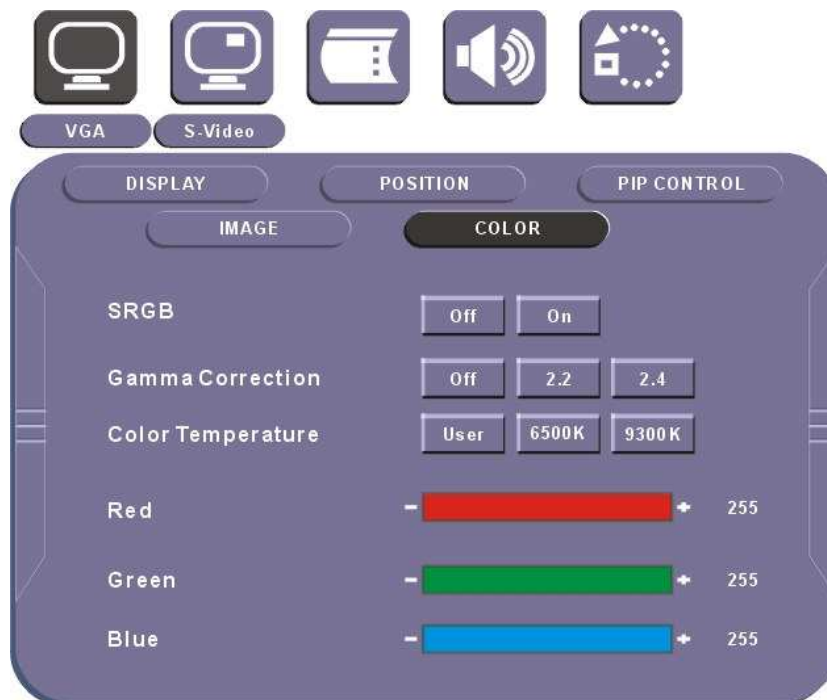 VGA S-Video
DISPLAY POSITION PIP CONTROL
IMAGE COLOR
SRGB Off On
Gamma Correction Off 2.2 2.4
Color Temperature User 6500K 9300K
Red - + 255
Green - + 255
Blue - + 255